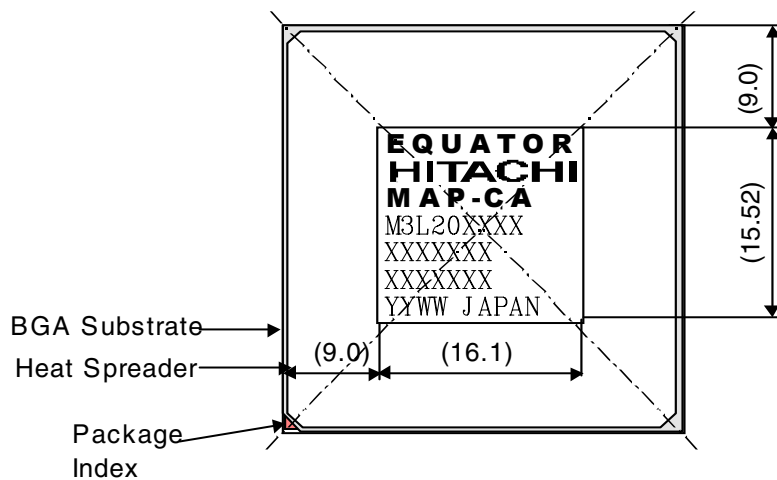 EQUATOR
HITACHI
MAP-CA
M3L20XXXX
XXXXXXX
XXXXXXX
YYWW JAPAN
(9.0)
(15.52)
BGA Substrate
Heat Spreader
(9.0)
(16.1)
Package
Index